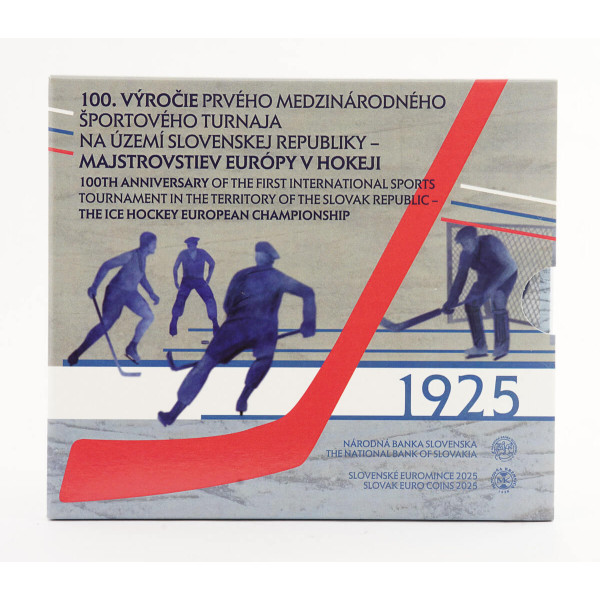 100. VÝROČIE PRVÉHO MEDZINÁRODNÉHO
ŠPORTOVÉHO TURNAJA
NA ÚZEMÍ SLOVENSKEJ REPUBLIKY –
MAJSTROVSTIEV EURÓPY V HOKEJI
100TH ANNIVERSARY OF THE FIRST INTERNATIONAL SPORTS
TOURNAMENT IN THE TERRITORY OF THE SLOVAK REPUBLIC –
THE ICE HOCKEY EUROPEAN CHAMPIONSHIP
1925
NÁRODNÁ BANKA SLOVENSKA
THE NATIONAL BANK OF SLOVAKIA
SLOVENSKÉ EUROMINCE 2025
SLOVAK EURO COINS 2025